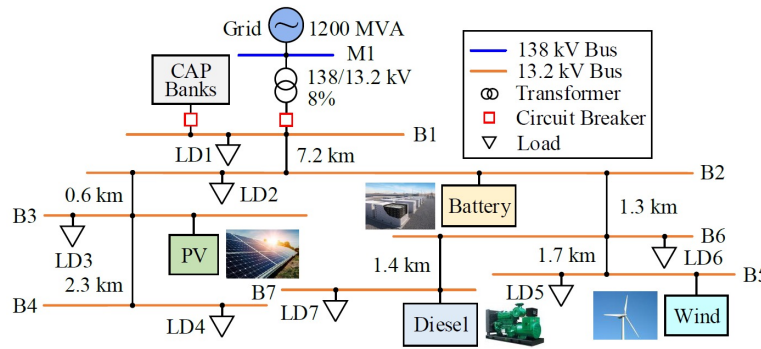 Grid 1200 MVA
M1
138/13.2 kV
8%
CAP
Banks
138 kV Bus
13.2 kV Bus
Transformer
Circuit Breaker
Load
B1
LD1
7.2 km
B2
LD2
0.6 km
Battery
1.3 km
B3
LD3
PV
B6
LD6
2.3 km
1.4 km
1.7 km
B5
B7
LD5
Wind
B4
LD4
LD7
Diesel